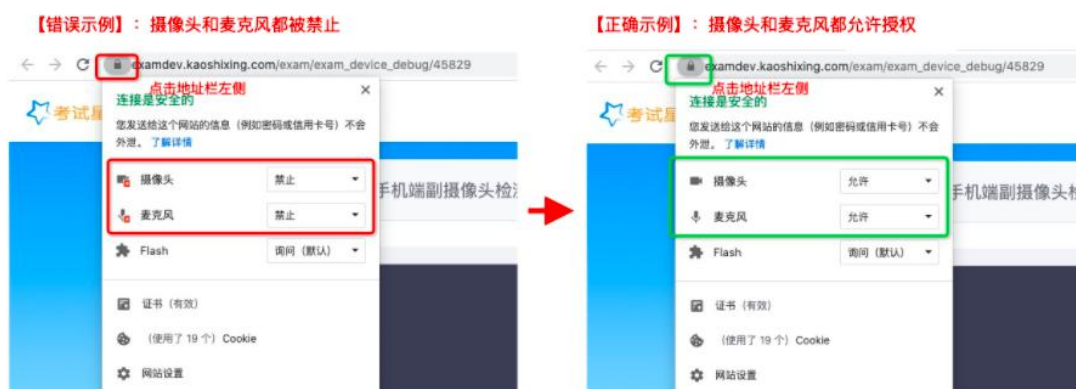 【错误示例】：摄像头和麦克风都被禁止
examdev.kaoshixing.com/exam/exam_device_debug/45829
点击地址栏左侧
连接是安全的
考试星
您发送给这个网站的信息（例如密码或信用卡号）不会
外泄。 了解详情
摄像头 禁止
手机端副摄像头检测
麦克风 禁止
Flash 询问（默认）
证书（有效）
（使用了 19 个）Cookie
网站设置
【正确示例】：摄像头和麦克风都允许授权
examdev.kaoshixing.com/exam/exam_device_debug/45829
点击地址栏左侧
连接是安全的
考试星
您发送给这个网站的信息（例如密码或信用卡号）不会
外泄。 了解详情
摄像头 允许
手机端副摄像头
麦克风 允许
Flash 询问（默认）
证书（有效）
（使用了 19 个）Cookie
网站设置